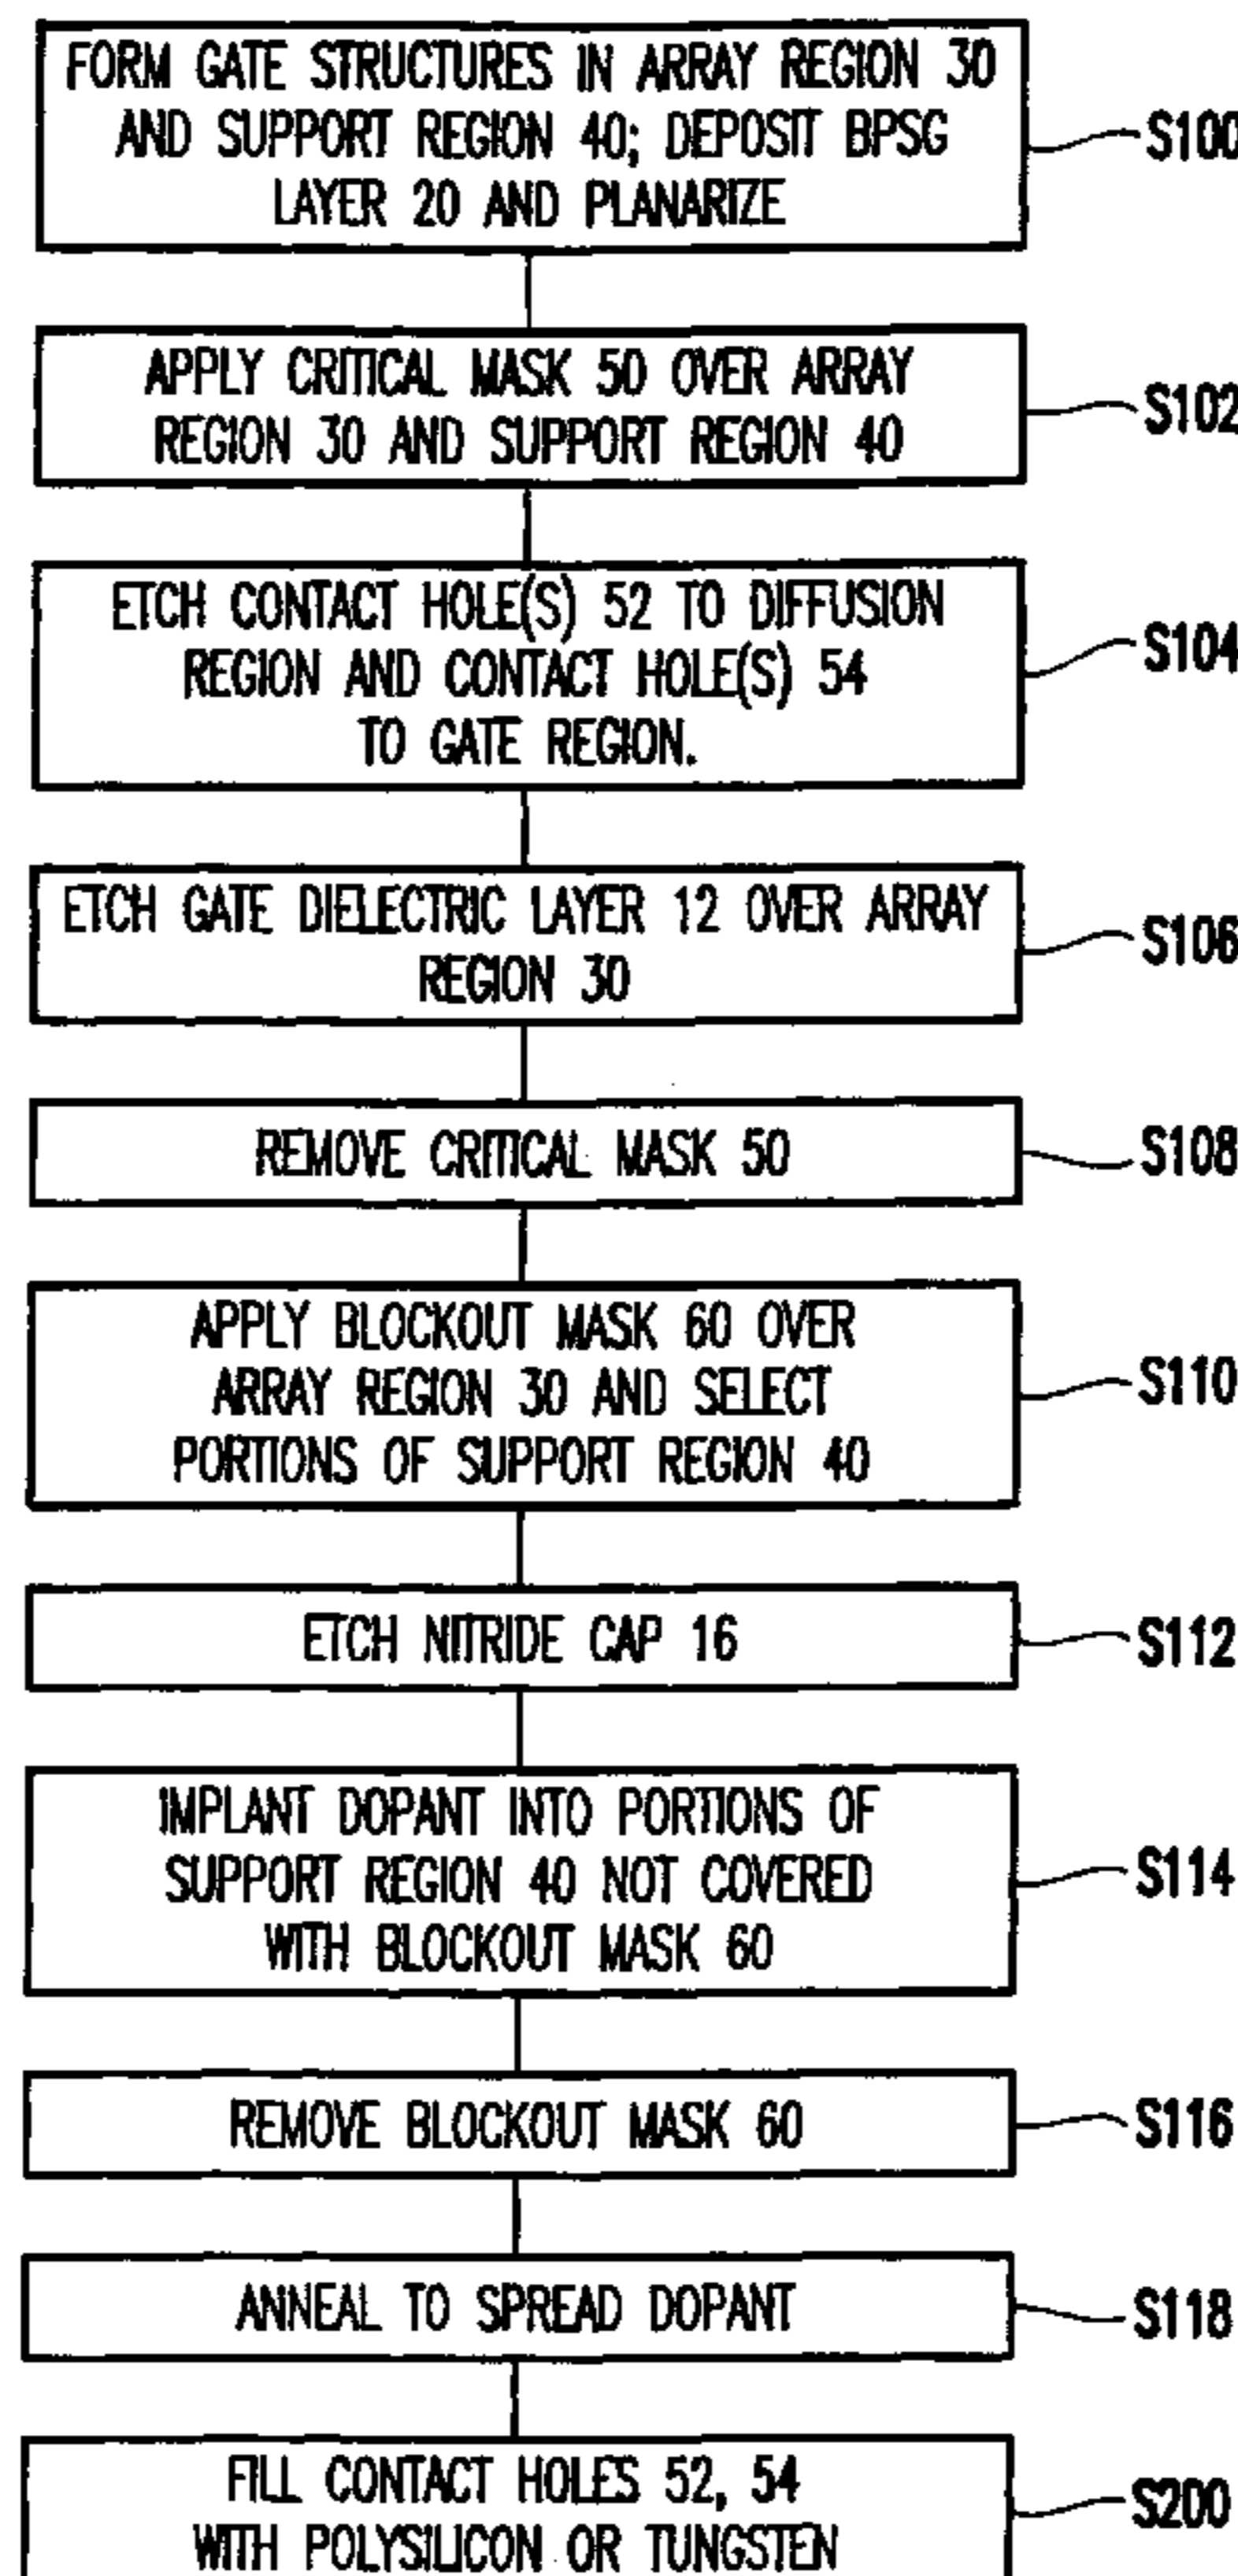 FORM GATE STRUCTURES IN ARRAY REGION 30
AND SUPPORT REGION 40; DEPOSIT BPSG
LAYER 20 AND PLANARIZE
S100
APPLY CRITICAL MASK 50 OVER ARRAY
REGION 30 AND SUPPORT REGION 40
S102
ETCH CONTACT HOLE(S) 52 TO DIFFUSION
REGION AND CONTACT HOLE(S) 54
TO GATE REGION.
S104
ETCH GATE DIELECTRIC LAYER 12 OVER ARRAY
REGION 30
S106
REMOVE CRITICAL MASK 50
S108
APPLY BLOCKOUT MASK 60 OVER
ARRAY REGION 30 AND SELECT
PORTIONS OF SUPPORT REGION 40
S110
ETCH NITRIDE CAP 16
S112
IMPLANT DOPANT INTO PORTIONS OF
SUPPORT REGION 40 NOT COVERED
WITH BLOCKOUT MASK 60
S114
REMOVE BLOCKOUT MASK 60
S116
ANNEAL TO SPREAD DOPANT
S118
FILL CONTACT HOLES 52, 54
WITH POLYSILICON OR TUNGSTEN
S200